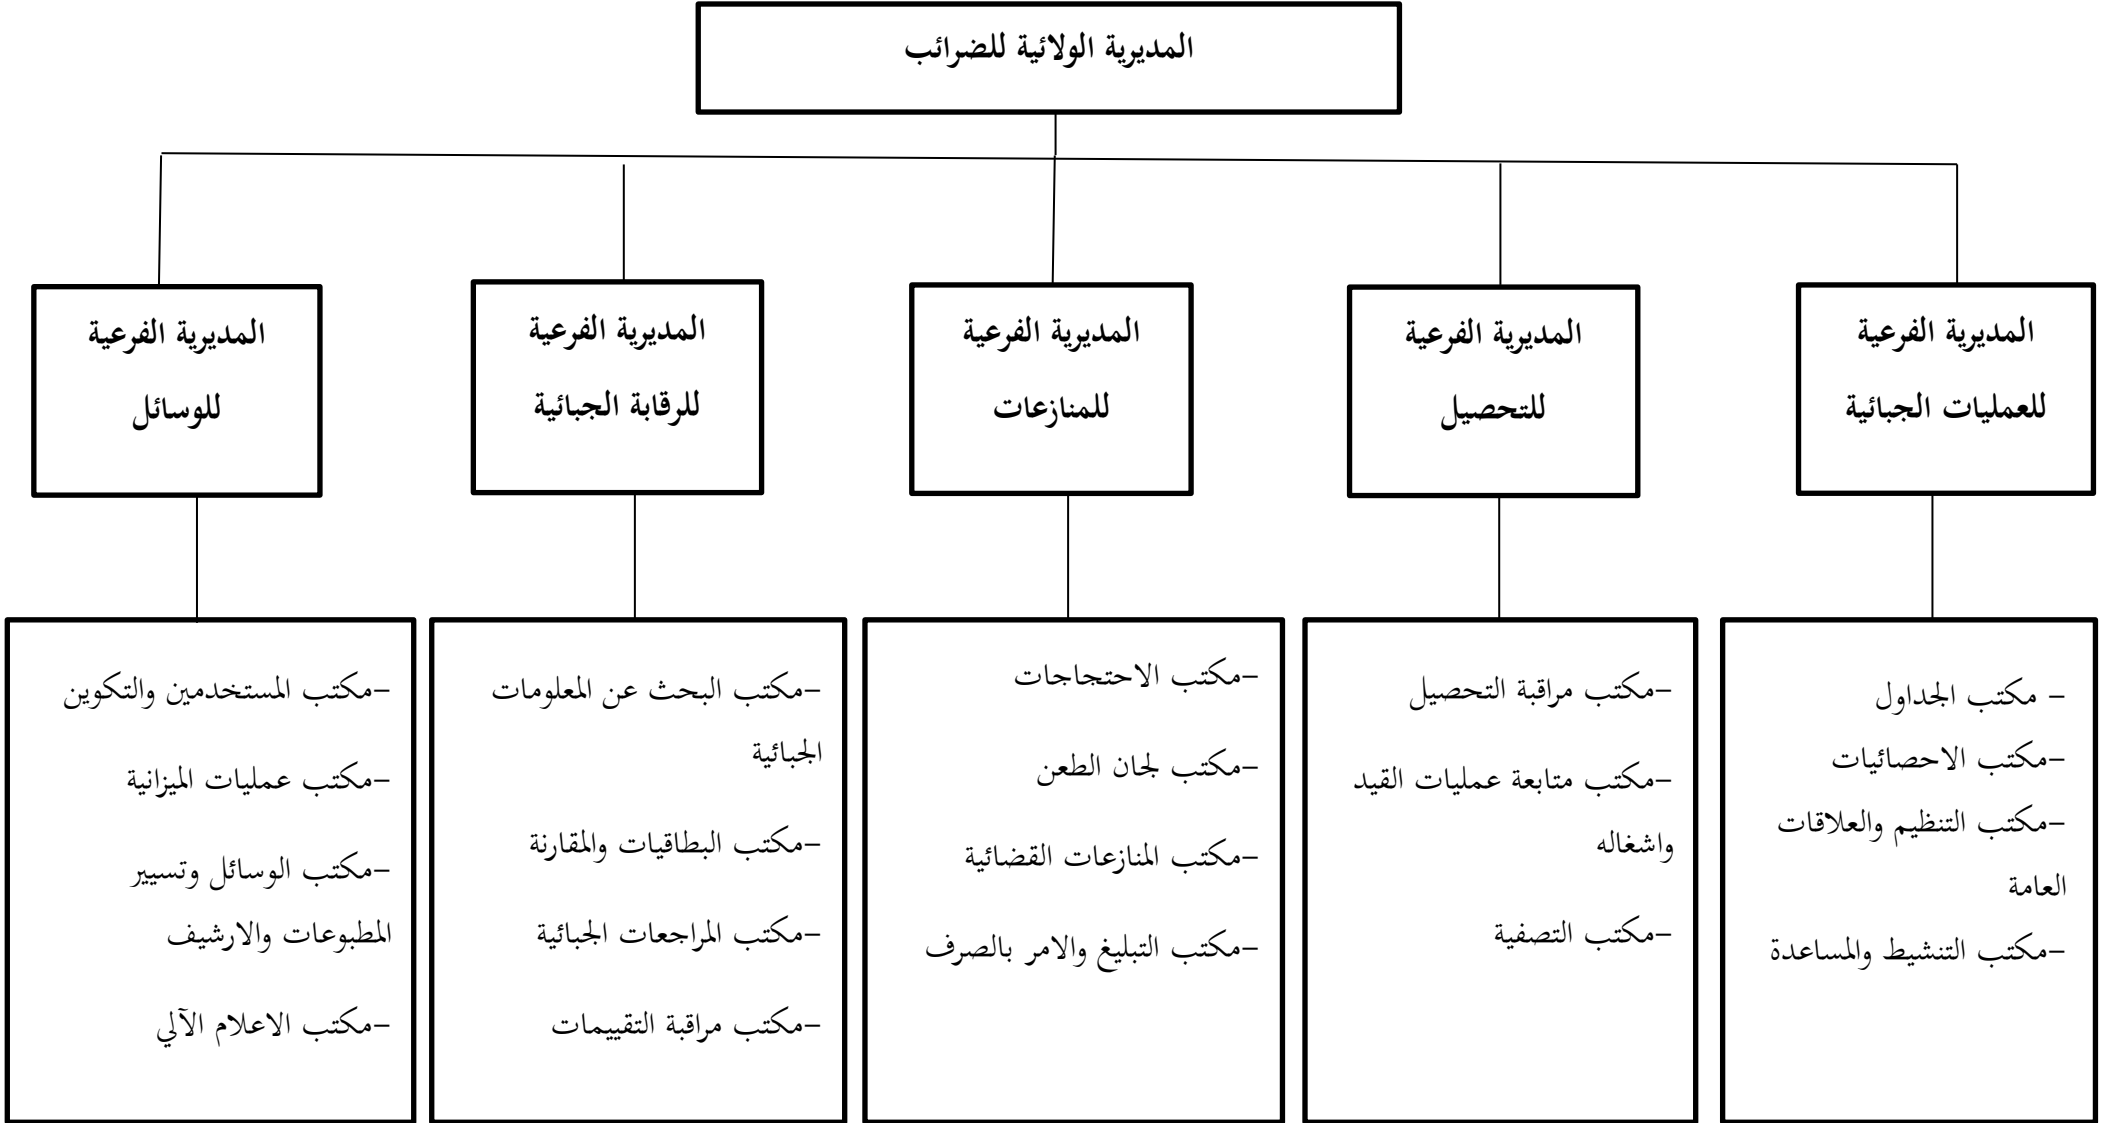 المديرية الولائية للضرائب
المديرية الفرعية
للعمليات الجبائية
المديرية الفرعية
للتحصيل
المديرية الفرعية
للمنازعات
المديرية الفرعية
للرقابة الجبائية
المديرية الفرعية
للوسائل
– مكتب الجداول
–مكتب الاحصائيات
–مكتب التنظيم والعلاقات
العامة
–مكتب التنشيط والمساعدة
–مكتب مراقبة التحصيل
–مكتب متابعة عمليات القيد
واشغاله
–مكتب التصفية
–مكتب الاحتجاجات
–مكتب لجان الطعن
–مكتب المنازعات القضائية
–مكتب التبليغ والامر بالصرف
–مكتب البحث عن المعلومات
الجبائية
–مكتب البطاقيات والمقارنة
–مكتب المراجعات الجبائية
–مكتب مراقبة التقييمات
–مكتب المستخدمين والتكوين
–مكتب عمليات الميزانية
–مكتب الوسائل وتسيير
المطبوعات والارشيف
–مكتب الاعلام الآلي